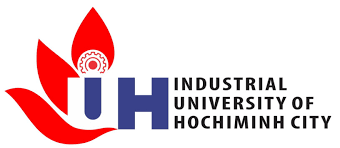 IUH
INDUSTRIAL
UNIVERSITY OF
HOCHIMINH CITY